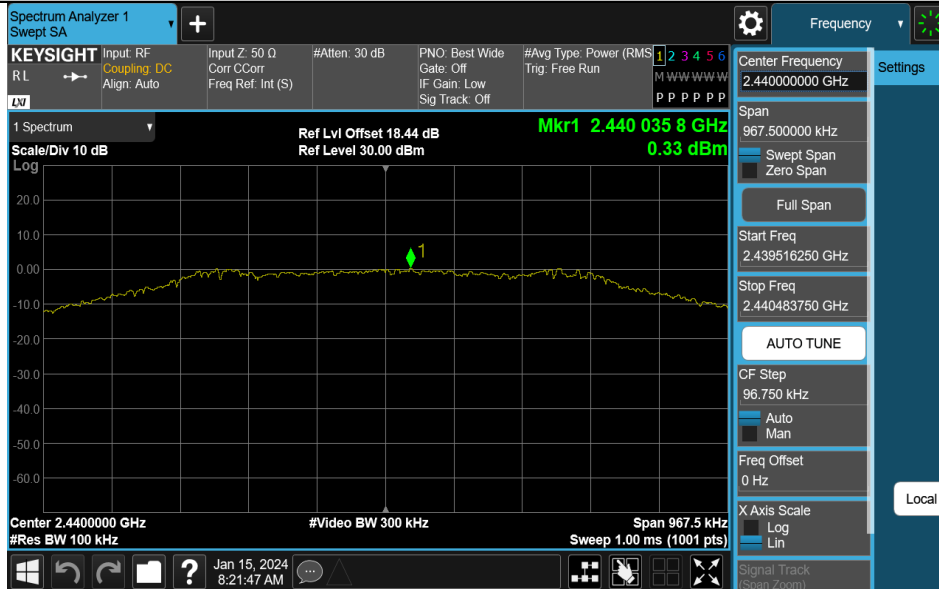 Spectrum Analyzer 1
Swept SA
Frequency
KEYSIGHT
R L
LXI
Input: RF
Coupling: DC
Align: Auto
Input Z: 50 Ω
Corr CCorr
Freq Ref: Int (S)
#Atten: 30 dB
PNO: Best Wide
Gate: Off
IF Gain: Low
Sig Track: Off
#Avg Type: Power (RMS
Trig: Free Run
1 2 3 4 5 6
M W W W W W
P P P P P P
1 Spectrum
Scale/Div 10 dB
Log
Ref Lvl Offset 18.44 dB
Ref Level 30.00 dBm
Mkr1 2.440 035 8 GHz
0.33 dBm
20.0
10.0
0.00
-10.0
-20.0
-30.0
-40.0
-50.0
-60.0
1
Center 2.4400000 GHz
#Res BW 100 kHz
#Video BW 300 kHz
Span 967.5 kHz
Sweep 1.00 ms (1001 pts)
Jan 15, 2024
8:21:47 AM
Center Frequency
2.440000000 GHz
Span
967.500000 kHz
Swept Span
Zero Span
Full Span
Start Freq
2.439516250 GHz
Stop Freq
2.440483750 GHz
AUTO TUNE
CF Step
96.750 kHz
Auto
Man
Freq Offset
0 Hz
X Axis Scale
Log
Lin
Signal Track
(Span Zoom)
Settings
Local